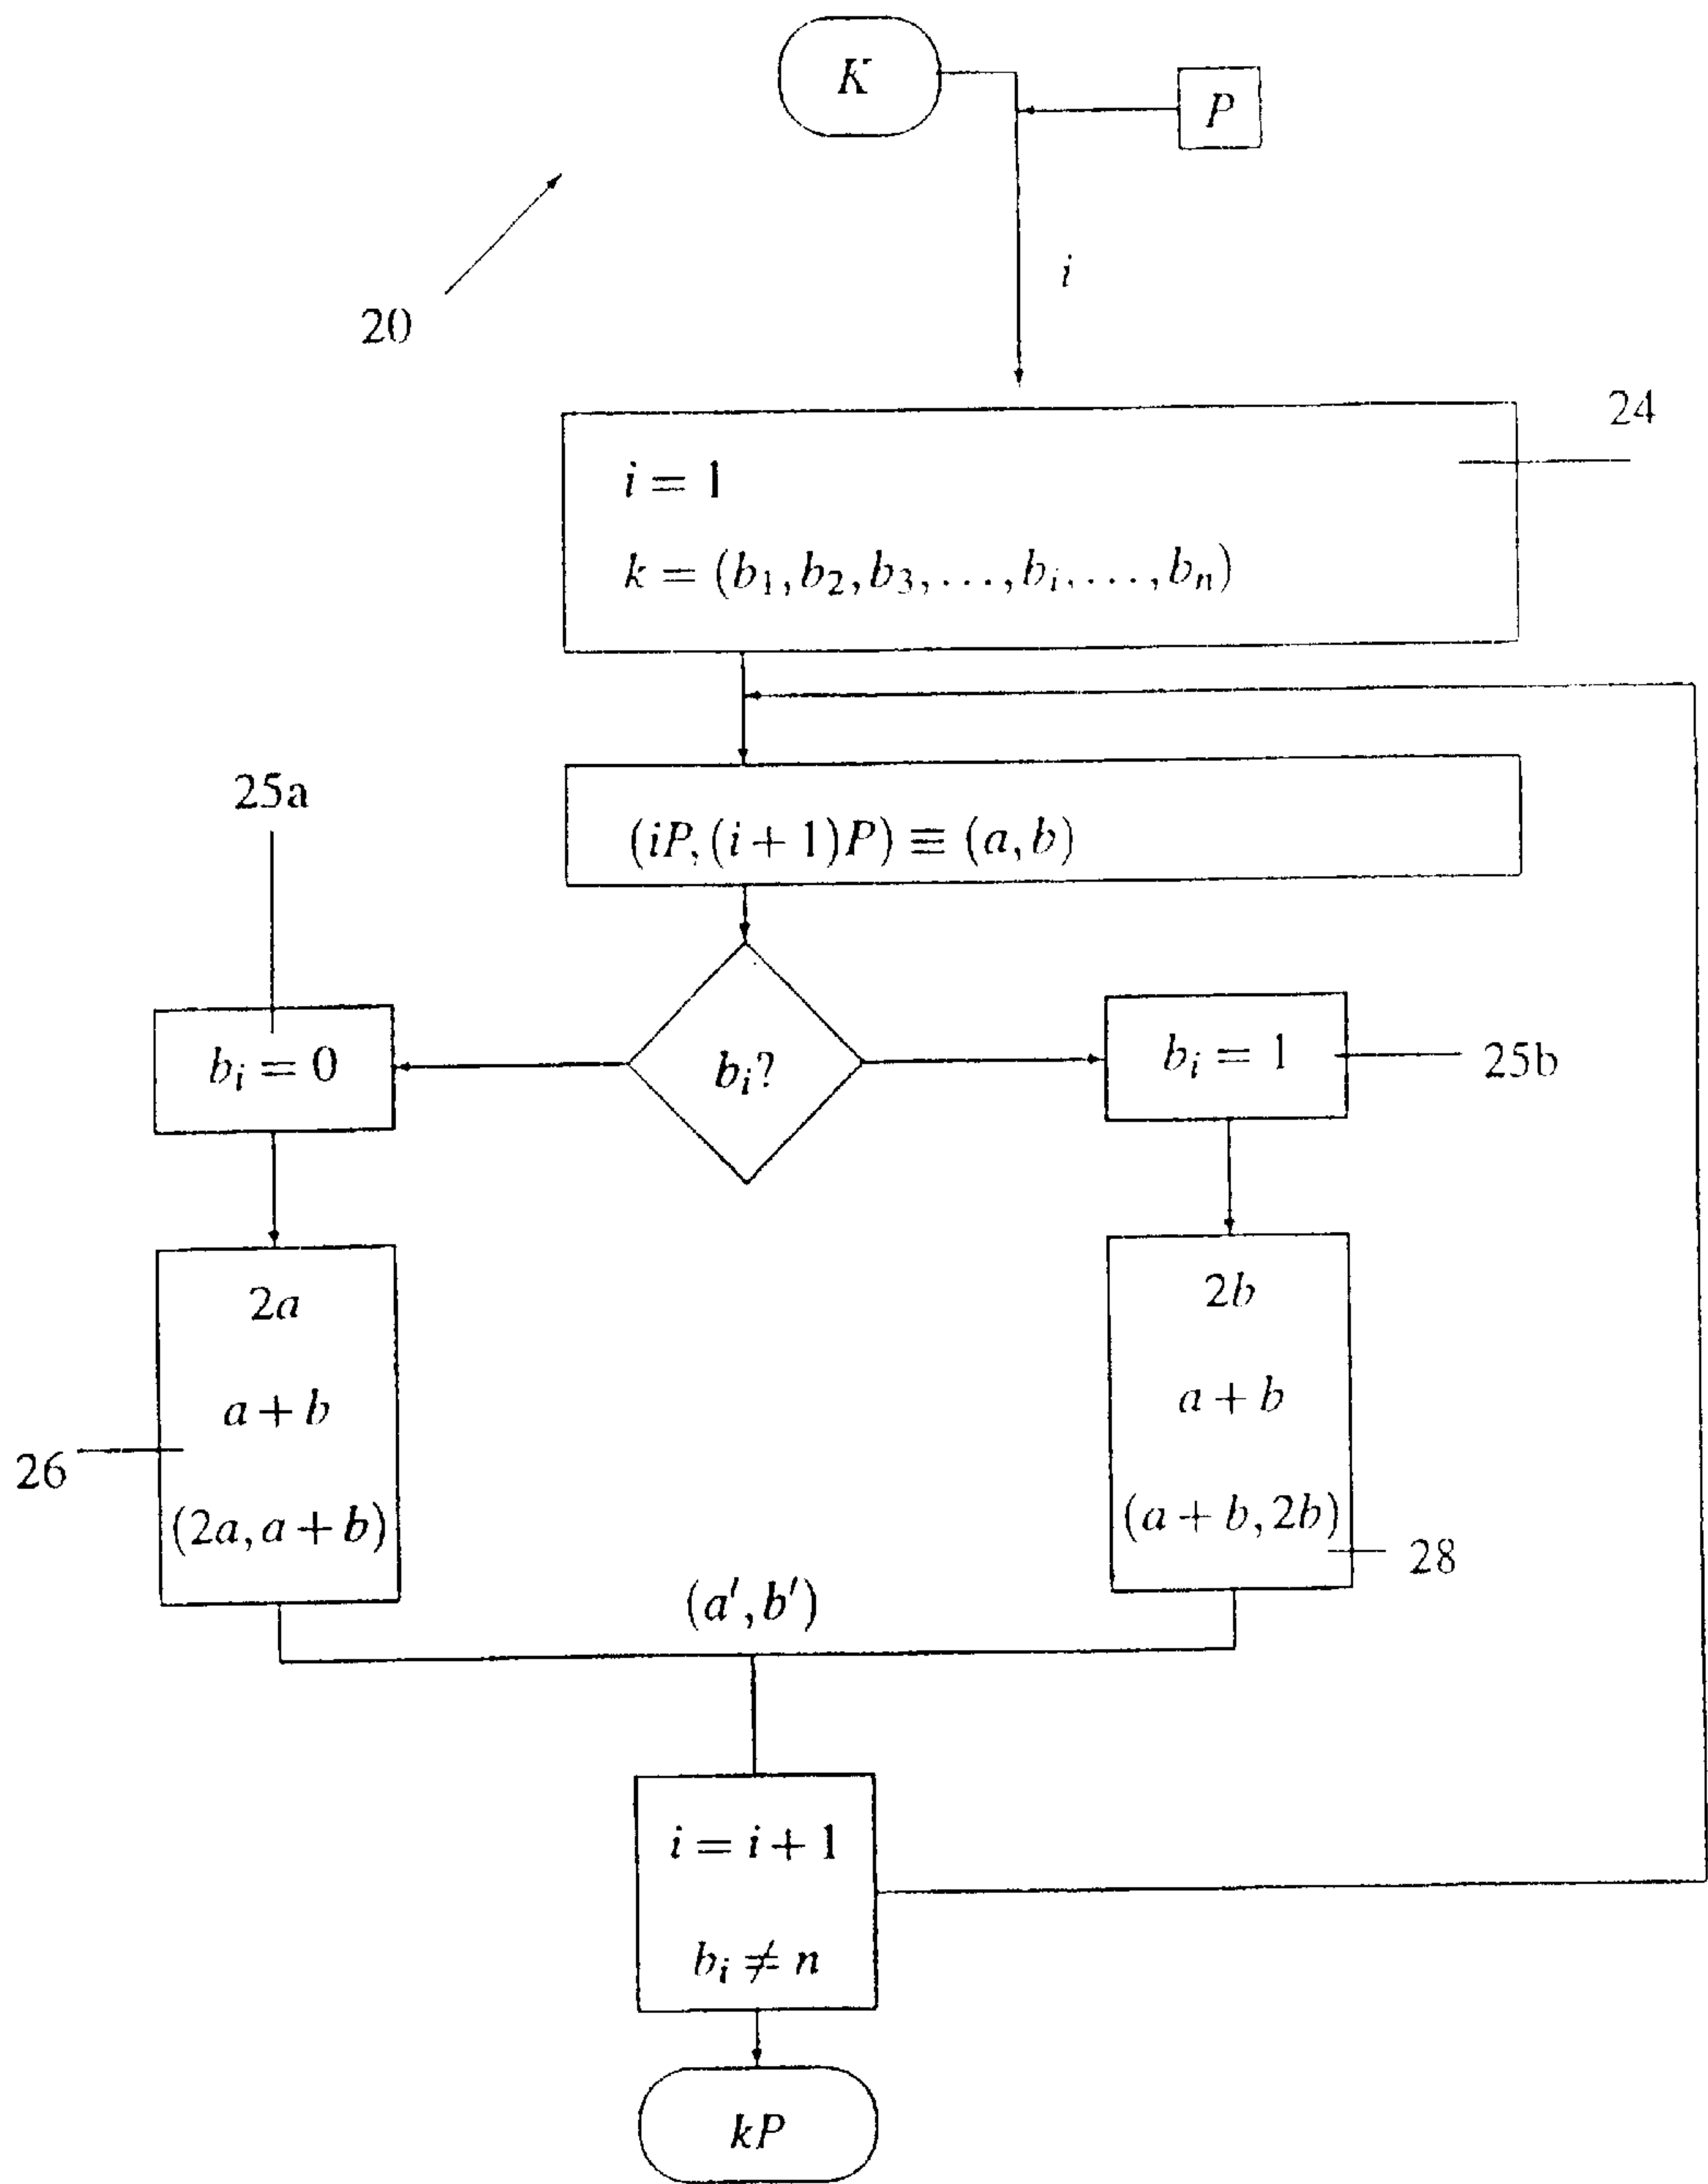 K
P
i
20
24
i = 1
k = (b₁, b₂, b₃, ..., bᵢ, ..., bₙ)
25a
(iP, (i + 1)P) ≡ (a, b)
bᵢ = 0
bᵢ?
bᵢ = 1
25b
2a
a + b
(2a, a + b)
26
2b
a + b
(a + b, 2b)
28
(a′, b′)
i = i + 1
bᵢ ≠ n
kP